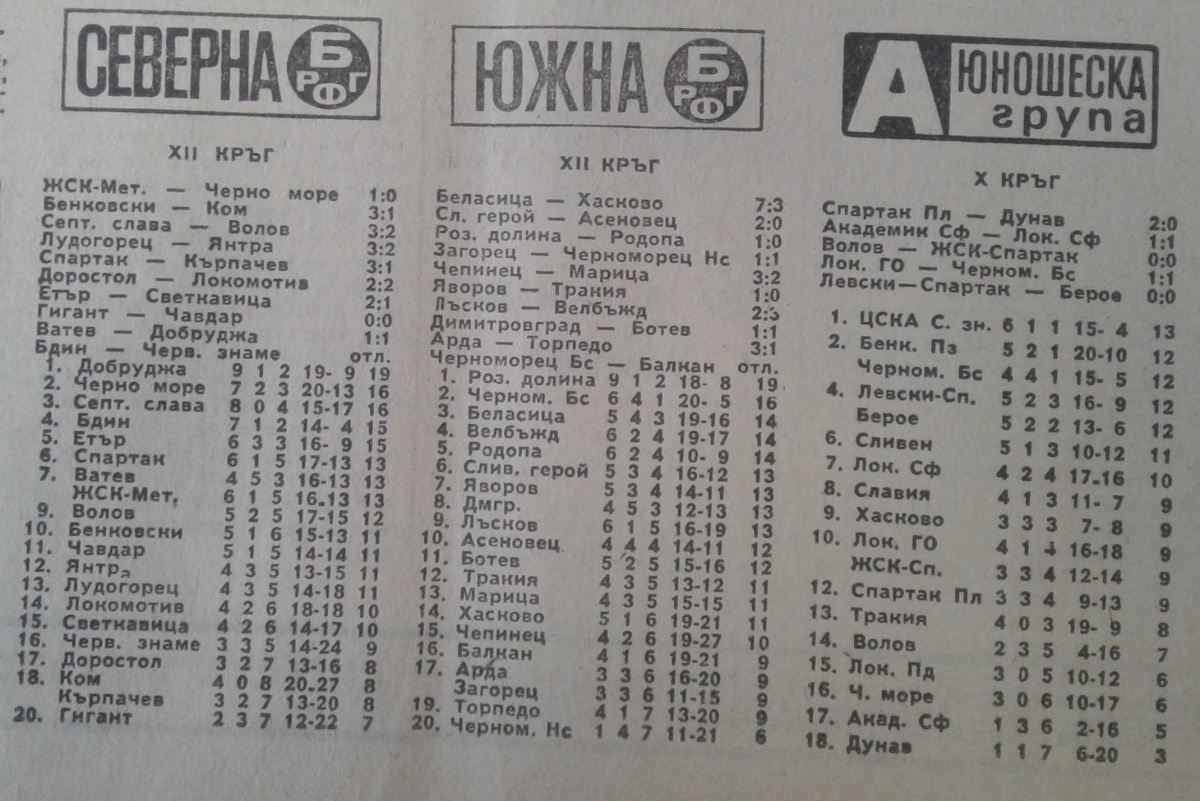 СЕВЕРНА Б РФГ
XII КРЪГ
ЖСК-Мет. — Черно море 1:0
Бенковски — Ком 3:1
Септ. слава — Волов 3:2
Лудогорец — Янтра 3:2
Спартак — Кърпачев 3:1
Доростол — Локомотив 2:2
Етър — Светкавица 2:1
Гигант — Чавдар 0:0
Ватев — Добруджа 1:1
Бдин — Черв. знаме отл.
1. Добруджа 9 1 2 19- 9 19
2. Черно море 7 2 3 20-13 16
3. Септ. слава 8 0 4 15-17 16
4. Бдин 7 1 2 14- 4 15
5. Етър 6 3 3 16- 9 15
6. Спартак 6 1 5 17-13 13
7. Ватев 4 5 3 16-13 13
ЖСК-Мет. 6 1 5 16-13 13
9. Волов 5 2 5 17-15 12
10. Бенковски 5 1 6 15-13 11
11. Чавдар 5 1 5 14-14 11
12. Янтра 4 3 5 13-15 11
13. Лудогорец 4 3 5 14-18 11
14. Локомотив 4 2 6 18-18 10
15. Светкавица 4 2 6 14-17 10
16. Черв. знаме 3 3 5 14-24 9
17. Доростол 3 2 7 13-16 8
18. Ком 4 0 8 20-27 8
Кърпачев 3 2 7 13-20 8
20. Гигант 2 3 7 12-22 7
ЮЖНА Б РФГ
XII КРЪГ
Беласица — Хасково 7:3
Сл. герой — Асеновец 2:0
Роз. долина — Родопа 1:0
Загорец — Черноморец Нс 1:1
Чепинец — Марица 3:2
Яворов — Тракия 1:0
Лъсков — Велбъжд 2:3
Димитровград — Ботев 1:1
Арда — Торпедо 3:1
Черноморец Бс — Балкан отл.
1. Роз. долина 9 1 2 18- 8 19
2. Черном. Бс 6 4 1 20- 5 16
3. Беласица 5 4 3 19-16 14
4. Велбъжд 6 2 4 19-17 14
5. Родопа 6 2 4 10- 9 14
6. Слив. герой 5 3 4 16-12 13
7. Яворов 5 3 4 14-11 13
8. Дмгр. 4 5 3 12-13 13
9. Лъсков 6 1 5 16-19 13
10. Асеновец 4 4 4 14-11 12
11. Ботев 5 2 5 15-16 12
12. Тракия 4 3 5 13-12 11
13. Марица 4 3 5 15-15 11
14. Хасково 5 1 6 19-21 11
15. Чепинец 4 2 6 19-27 10
16. Балкан 4 1 6 19-21 9
17. Арда 3 3 6 16-20 9
Загорец 3 3 6 11-15 9
19. Торпедо 4 1 7 13-20 9
20. Черном. Нс 1 4 7 11-21 6
А ЮНОШЕСКА група
X КРЪГ
Спартак Пл — Дунав 2:0
Академик Сф — Лок. Сф 1:1
Волов — ЖСК-Спартак 0:0
Лок. ГО — Черном. Бс 1:1
Левски—Спартак — Берое 0:0
1. ЦСКА С. зн. 6 1 1 15- 4 13
2. Бенк. Пз 5 2 1 20-10 12
Черном. Бс 4 4 1 15- 5 12
4. Левски-Сп. 5 2 3 16- 9 12
Берое 5 2 2 13- 6 12
6. Сливен 5 1 3 10-12 11
7. Лок. Сф 4 2 4 17-16 10
8. Славия 4 1 3 11- 7 9
9. Хасково 3 3 3 7- 8 9
10. Лок. ГО 4 1 4 16-18 9
ЖСК-Сп. 3 3 4 12-14 9
12. Спартак Пл 3 3 4 9-13 9
13. Тракия 4 0 3 19- 9 8
14. Волов 2 3 5 4-16 7
15. Лок. Пд 3 0 5 10-12 6
16. Ч. море 3 0 6 10-17 6
17. Акад. Сф 1 3 6 2-16 5
18. Дунав 1 1 7 6-20 3